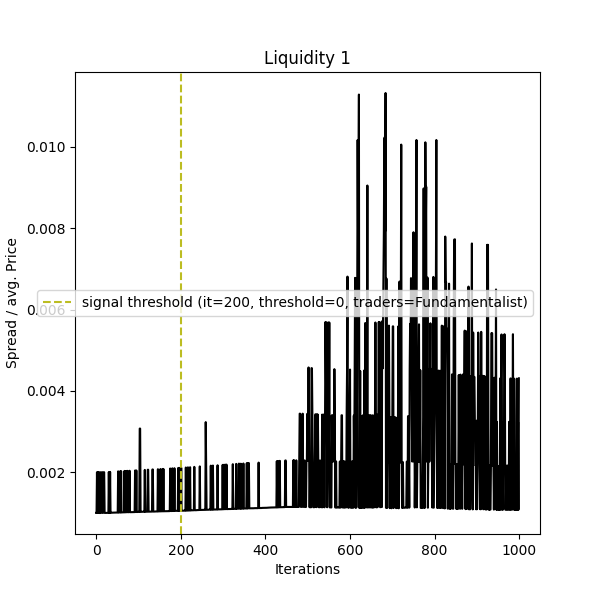 Liquidity 1
0.010
0.008
signal threshold (it=200, threshold=0, traders=Fundamentalist)
0.006
0.004
0.002
Spread / avg. Price
0 200 400 600 800 1000
Iterations